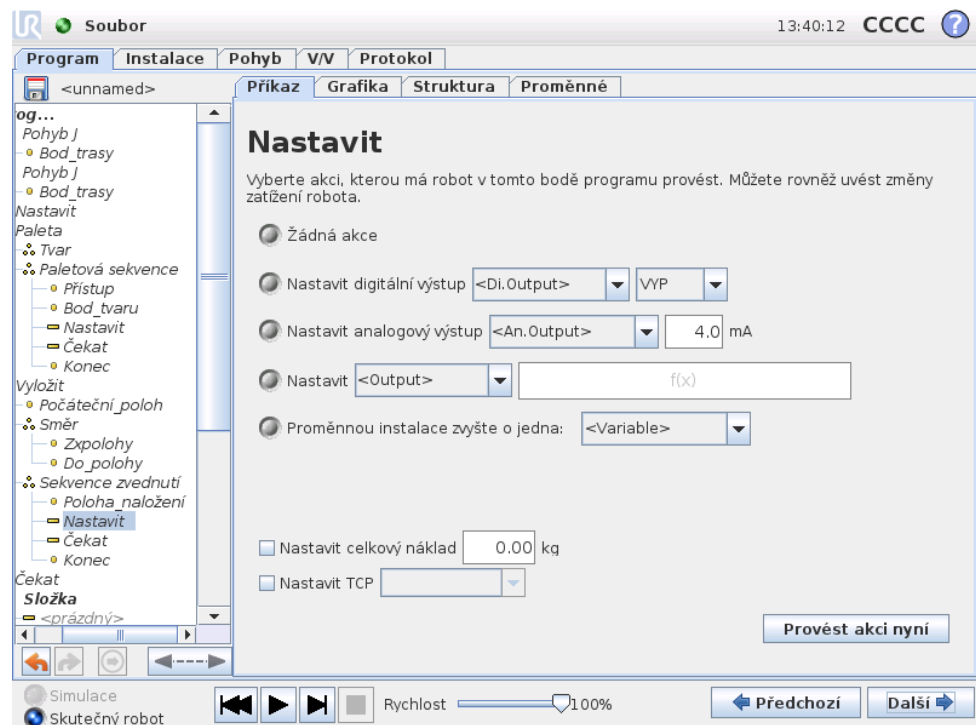 UR Soubor 13:40:12 CCCC ?
Program Instalace Pohyb V/V Protokol
<unnamed>
Příkaz Grafika Struktura Proměnné
og...
Pohyb J
Bod_trasy
Pohyb J
Bod_trasy
Nastavit
Paleta
Tvar
Paletová sekvence
Přístup
Bod_tvaru
Nastavit
Čekat
Konec
Vyložit
Počáteční_poloh
Směr
Zxpolohy
Do_polohy
Sekvence zvednutí
Poloha_naložení
Nastavit
Čekat
Konec
Čekat
Složka
<prázdný>
Nastavit
Vyberte akci, kterou má robot v tomto bodě programu provést. Můžete rovněž uvést změny
zatížení robota.
Žádná akce
Nastavit digitální výstup <Di.Output> VYP
Nastavit analogový výstup <An.Output> 4.0 mA
Nastavit <Output> f(x)
Proměnnou instalace zvyšte o jedna: <Variable>
Nastavit celkový náklad 0.00 kg
Nastavit TCP
Provést akci nyní
Simulace
Skutečný robot
Rychlost 100%
Předchozí Další